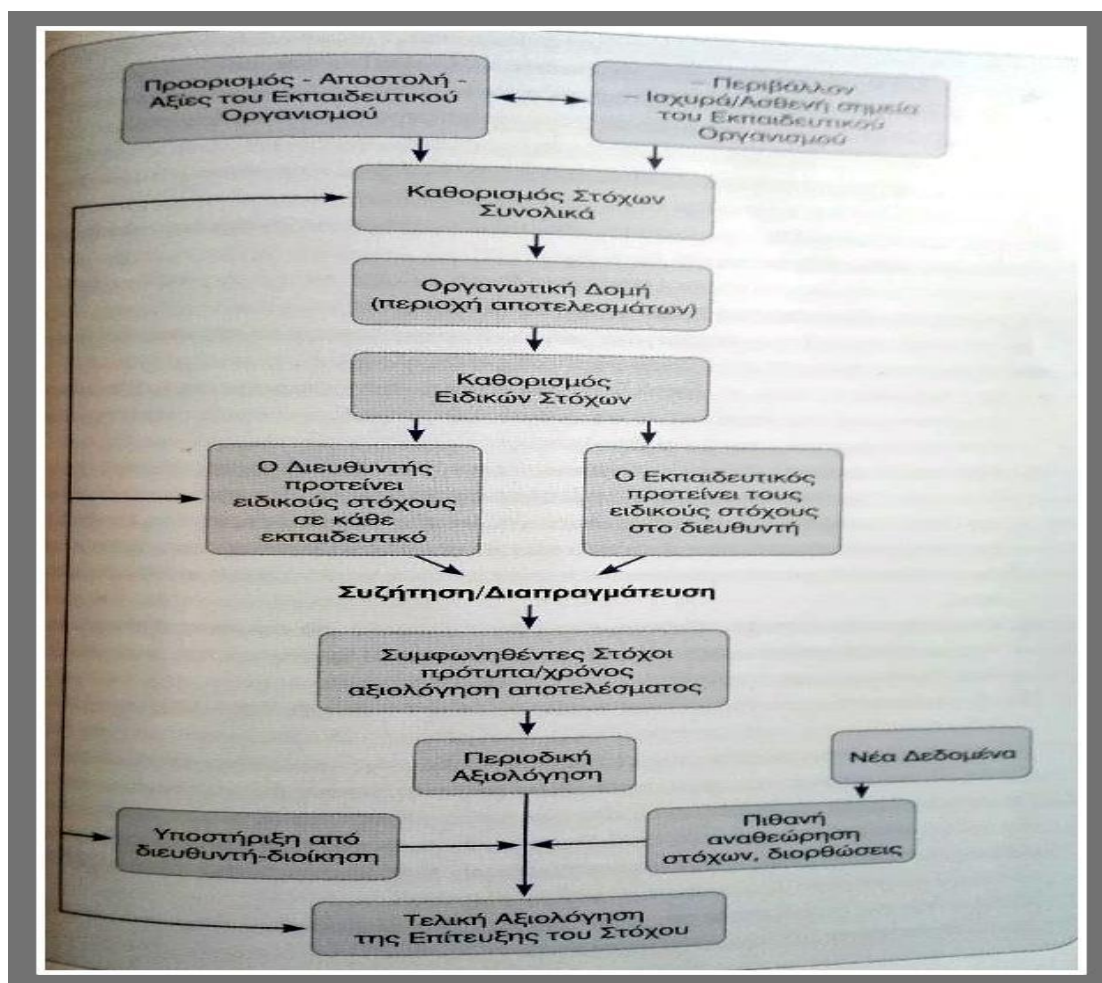 Προορισμός - Αποστολή -
Αξίες του Εκπαιδευτικού
Οργανισμού
– Περιβάλλον
– Ισχυρά/Ασθενή σημεία
του Εκπαιδευτικού
Οργανισμού
Καθορισμός Στόχων
Συνολικά
Οργανωτική Δομή
(περιοχή αποτελεσμάτων)
Καθορισμός
Ειδικών Στόχων
Ο Διευθυντής
προτείνει
ειδικούς στόχους
σε κάθε
εκπαιδευτικό
Ο Εκπαιδευτικός
προτείνει τους
ειδικούς στόχους
στο διευθυντή
Συζήτηση/Διαπραγμάτευση
Συμφωνηθέντες Στόχοι
πρότυπα/χρόνος
αξιολόγηση αποτελέσματος
Περιοδική
Αξιολόγηση
Νέα Δεδομένα
Υποστήριξη από
διευθυντή-διοίκηση
Πιθανή
αναθεώρηση
στόχων, διορθώσεις
Τελική Αξιολόγηση
της Επίτευξης του Στόχου